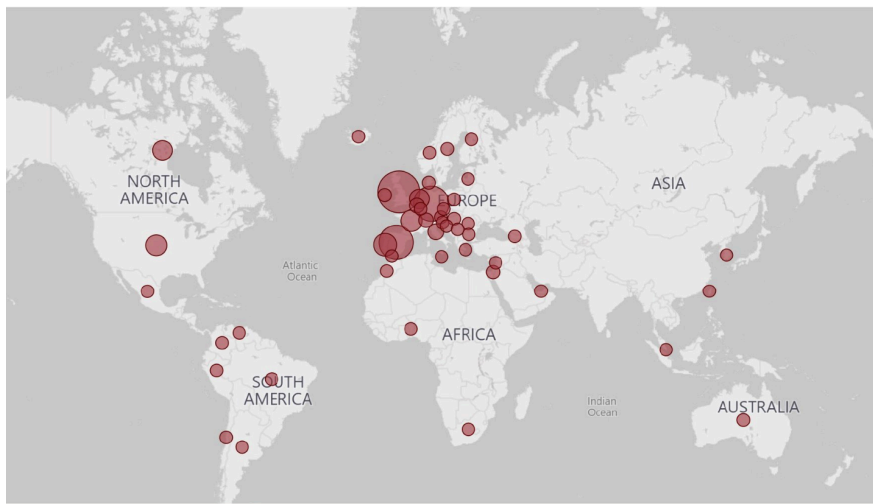 NORTH
AMERICA
EUROPE
ASIA
Atlantic
Ocean
AFRICA
SOUTH
AMERICA
Indian
Ocean
AUSTRALIA